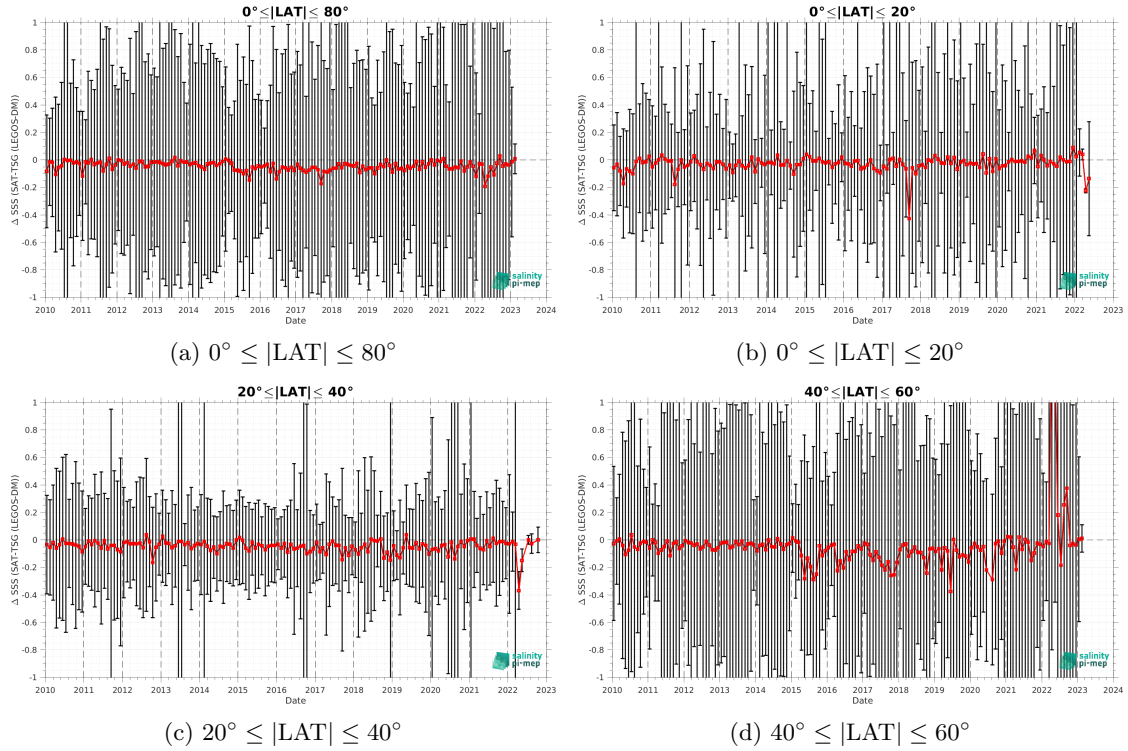 0°≤|LAT|≤ 80°
Δ SSS (SAT-TSG (LEGOS-DM))
1
0.8
0.6
0.4
0.2
0
-0.2
-0.4
-0.6
-0.8
-1
2010 2011 2012 2013 2014 2015 2016 2017 2018 2019 2020 2021 2022 2023 2024
Date
salinity
pi-mep
(a) 0° ≤ |LAT| ≤ 80°
0°≤|LAT|≤ 20°
Δ SSS (SAT-TSG (LEGOS-DM))
1
0.8
0.6
0.4
0.2
0
-0.2
-0.4
-0.6
-0.8
-1
2010 2011 2012 2013 2014 2015 2016 2017 2018 2019 2020 2021 2022 2023
Date
salinity
pi-mep
(b) 0° ≤ |LAT| ≤ 20°
20°≤|LAT|≤ 40°
Δ SSS (SAT-TSG (LEGOS-DM))
1
0.8
0.6
0.4
0.2
0
-0.2
-0.4
-0.6
-0.8
-1
2010 2011 2012 2013 2014 2015 2016 2017 2018 2019 2020 2021 2022 2023
Date
salinity
pi-mep
(c) 20° ≤ |LAT| ≤ 40°
40°≤|LAT|≤ 60°
Δ SSS (SAT-TSG (LEGOS-DM))
1
0.8
0.6
0.4
0.2
0
-0.2
-0.4
-0.6
-0.8
-1
2010 2011 2012 2013 2014 2015 2016 2017 2018 2019 2020 2021 2022 2023 2024
Date
salinity
pi-mep
(d) 40° ≤ |LAT| ≤ 60°